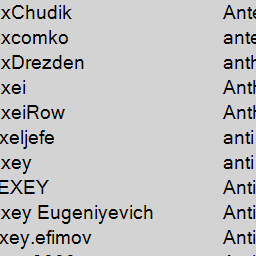 xChudik Ante
xcomko ante
xDrezden anth
xei Anth
xeiRow Anth
xeljefe anti
xey anti
EXEY Anti
xey Eugeniyevich Anti
xey.efimov Anti